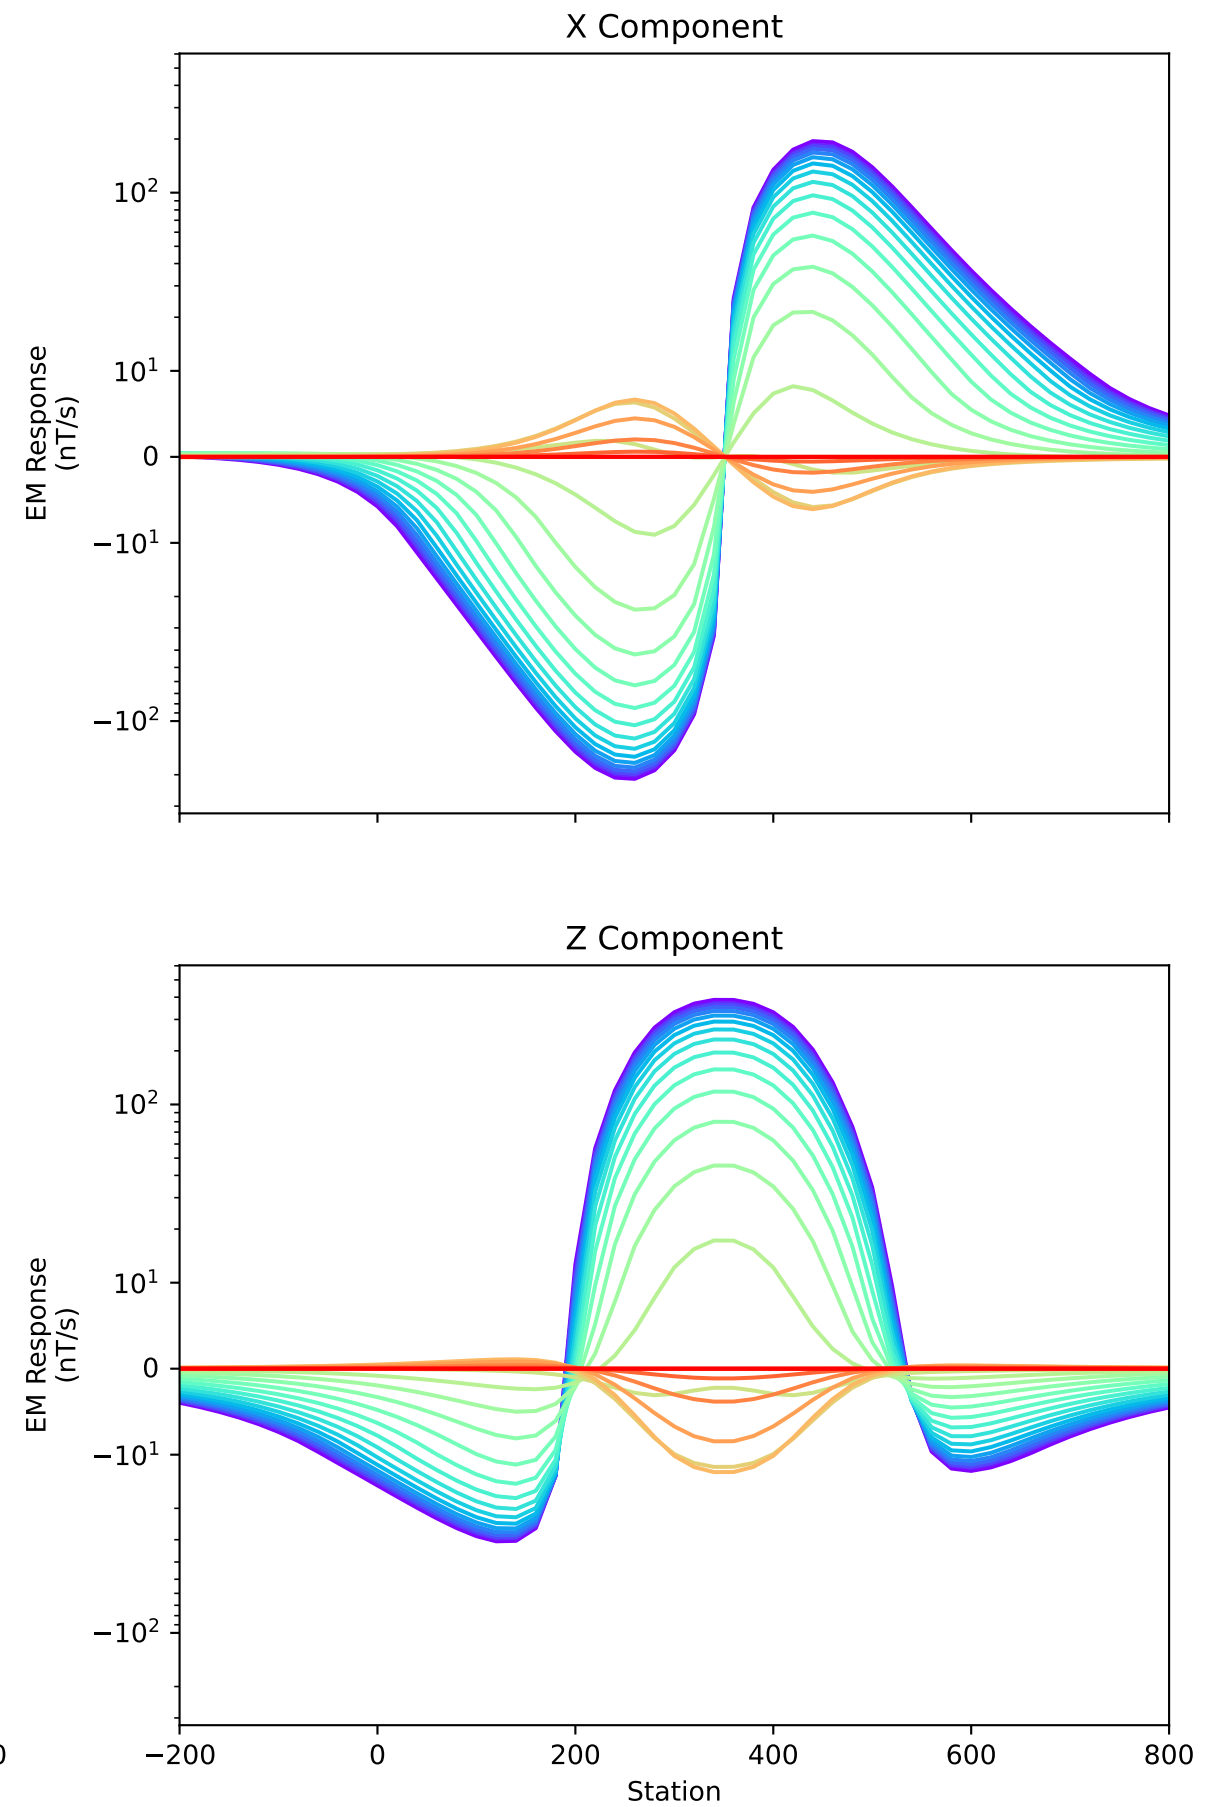 X Component
10²
10¹
0
−10¹
−10²
EM Response
(nT/s)
Z Component
10²
10¹
0
−10¹
−10²
EM Response
(nT/s)
0
−200 0 200 400 600 800
Station